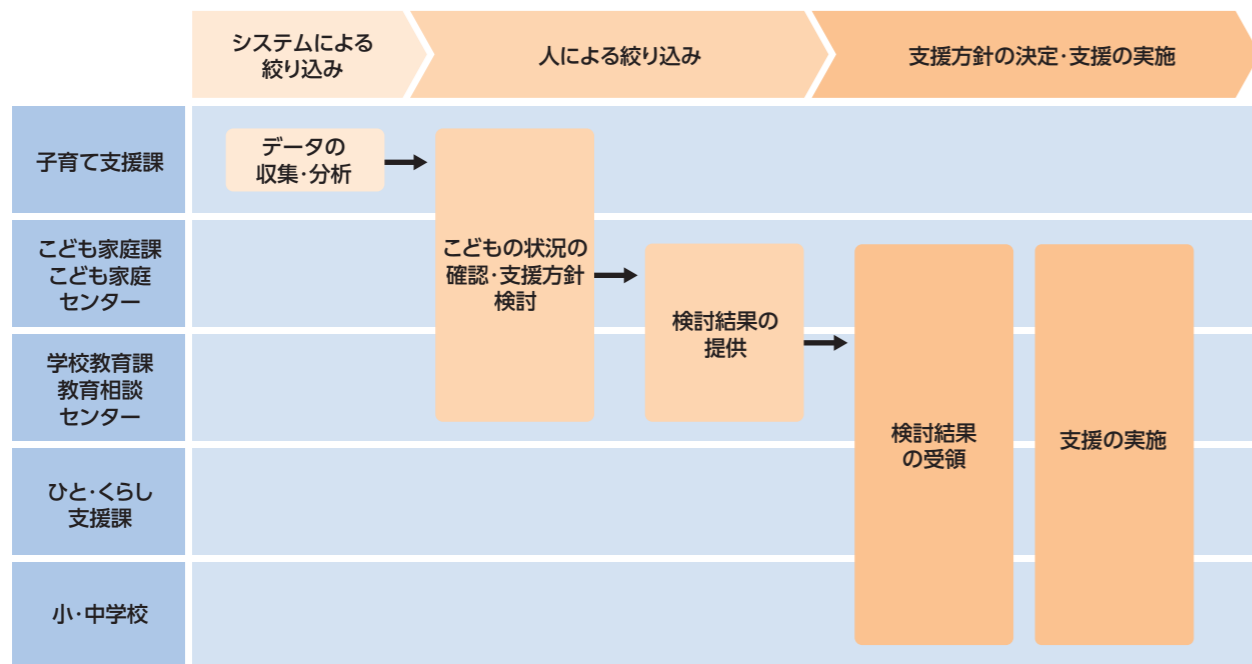 システムによる
絞り込み
人による絞り込み
支援方針の決定・支援の実施
子育て支援課
データの
収集・分析
こども家庭課
こども家庭
センター
こどもの状況の
確認・支援方針
検討
検討結果の
提供
学校教育課
教育相談
センター
検討結果
の受領
支援の実施
ひと・くらし
支援課
小・中学校